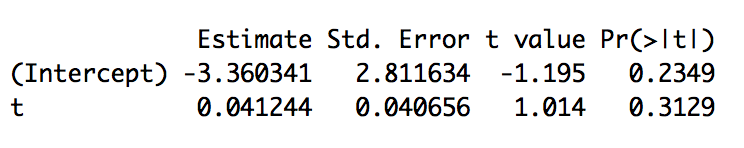 Estimate Std. Error t value Pr(>|t|)
(Intercept) -3.360341 2.811634 -1.195 0.2349
t 0.041244 0.040656 1.014 0.3129